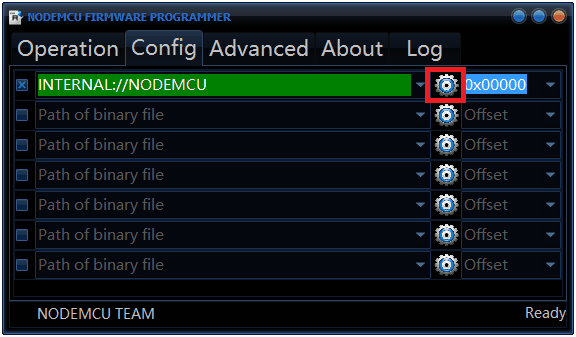 NODEMCU FIRMWARE PROGRAMMER
Operation Config Advanced About Log
INTERNAL://NODEMCU 0x00000
Path of binary file Offset
Path of binary file Offset
Path of binary file Offset
Path of binary file Offset
Path of binary file Offset
Path of binary file Offset
NODEMCU TEAM Ready